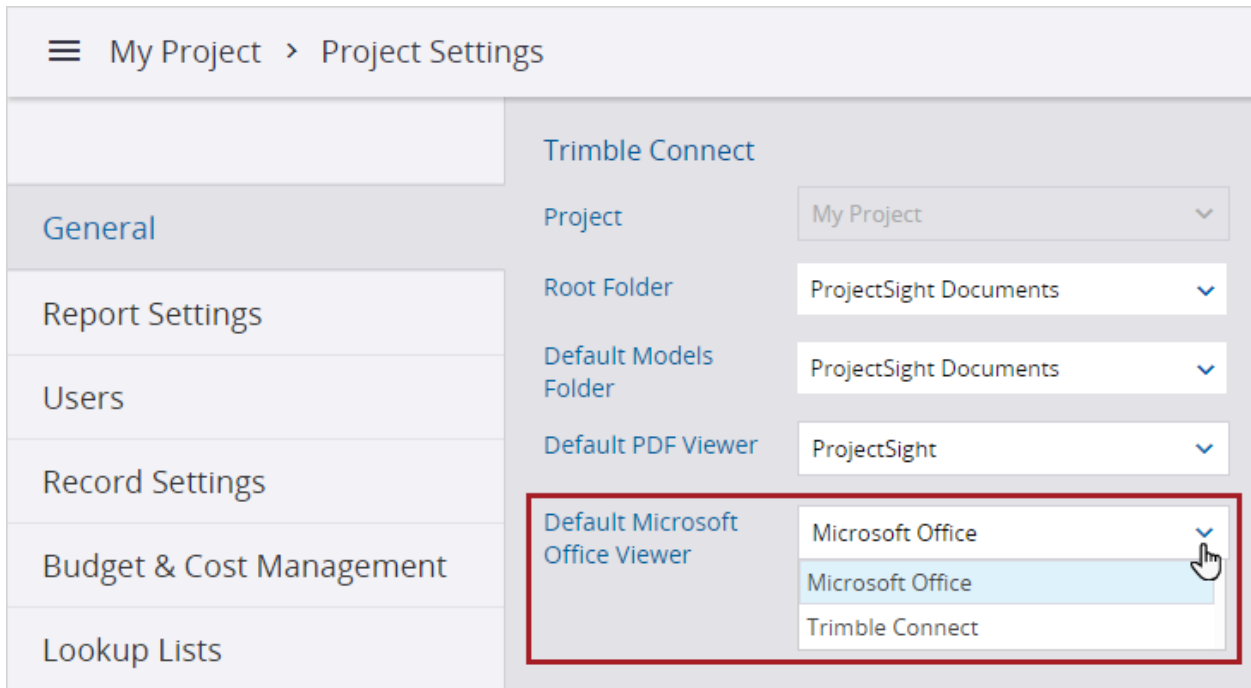 My Project > Project Settings
General
Report Settings
Users
Record Settings
Budget & Cost Management
Lookup Lists
Trimble Connect
Project
My Project
Root Folder
ProjectSight Documents
Default Models
Folder
ProjectSight Documents
Default PDF Viewer
ProjectSight
Default Microsoft
Office Viewer
Microsoft Office
Microsoft Office
Trimble Connect